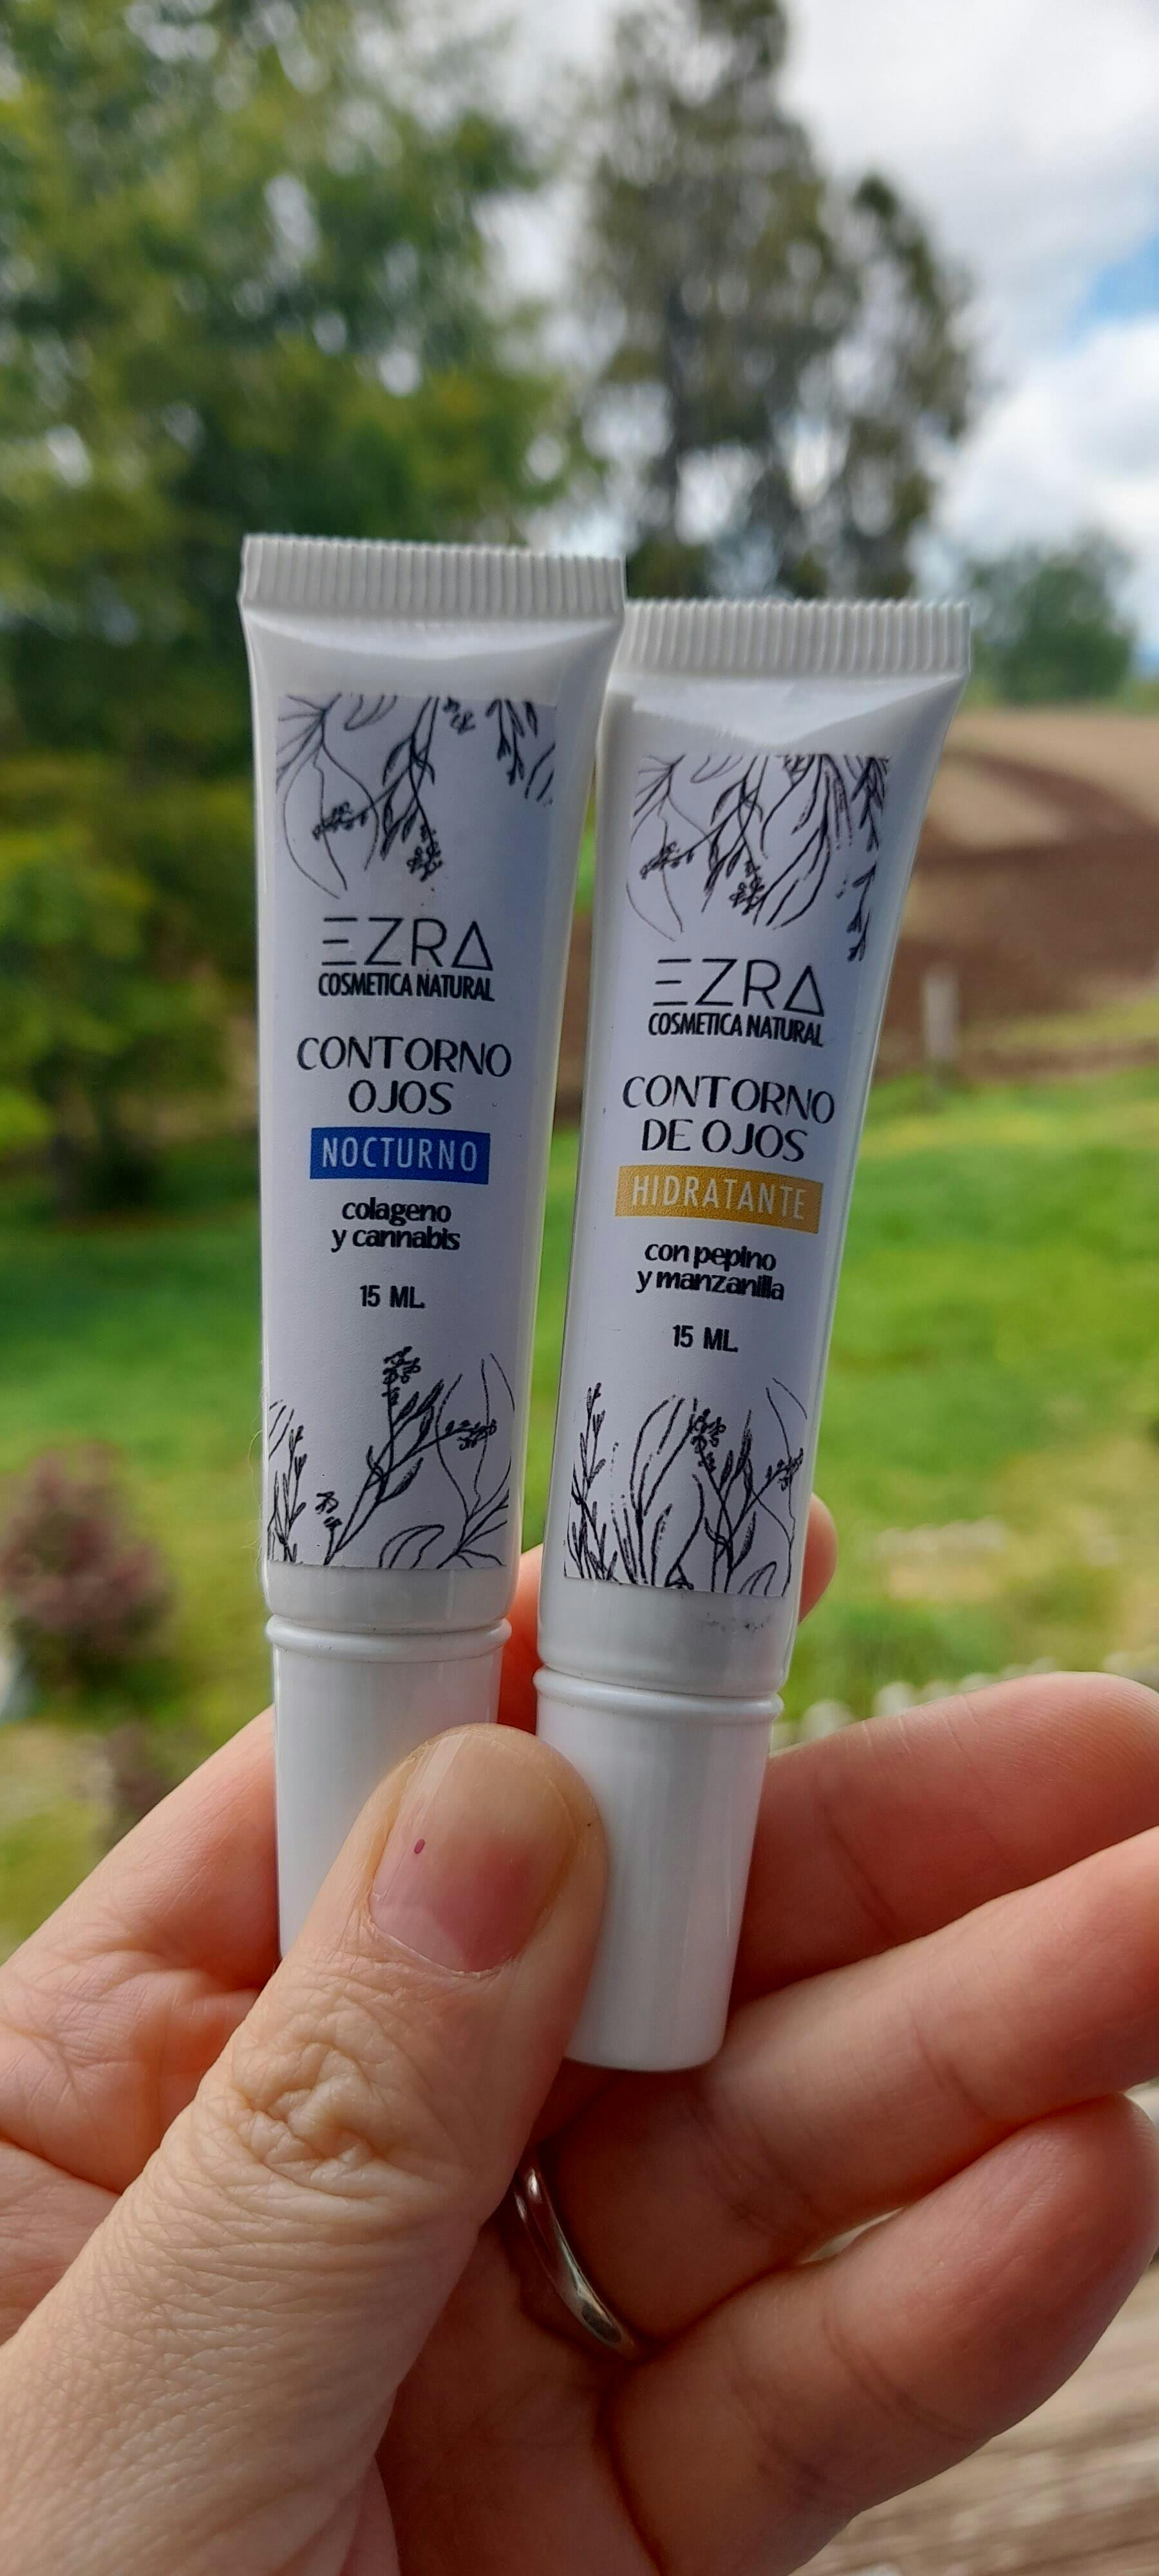 EZRA
COSMETICA NATURAL
CONTORNO
OJOS
NOCTURNO
colageno
y cannabis
15 ML.
EZRA
COSMETICA NATURAL
CONTORNO
DE OJOS
HIDRATANTE
con pepino
y manzanilla
15 ML.